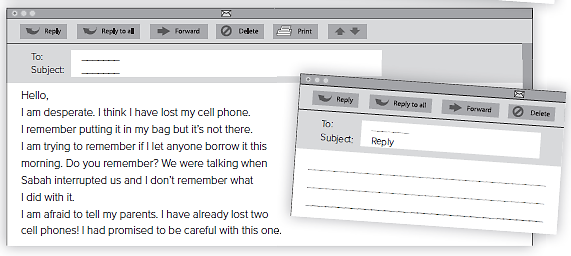 Reply Reply to all Forward Delete Print
To:
Subject:
Hello,
I am desperate. I think I have lost my cell phone.
I remember putting it in my bag but it's not there.
I am trying to remember if I let anyone borrow it this
morning. Do you remember? We were talking when
Sabah interrupted us and I don't remember what
I did with it.
I am afraid to tell my parents. I have already lost two
cell phones! I had promised to be careful with this one.
Reply Reply to all Forward Delete
To:
Subject: Reply